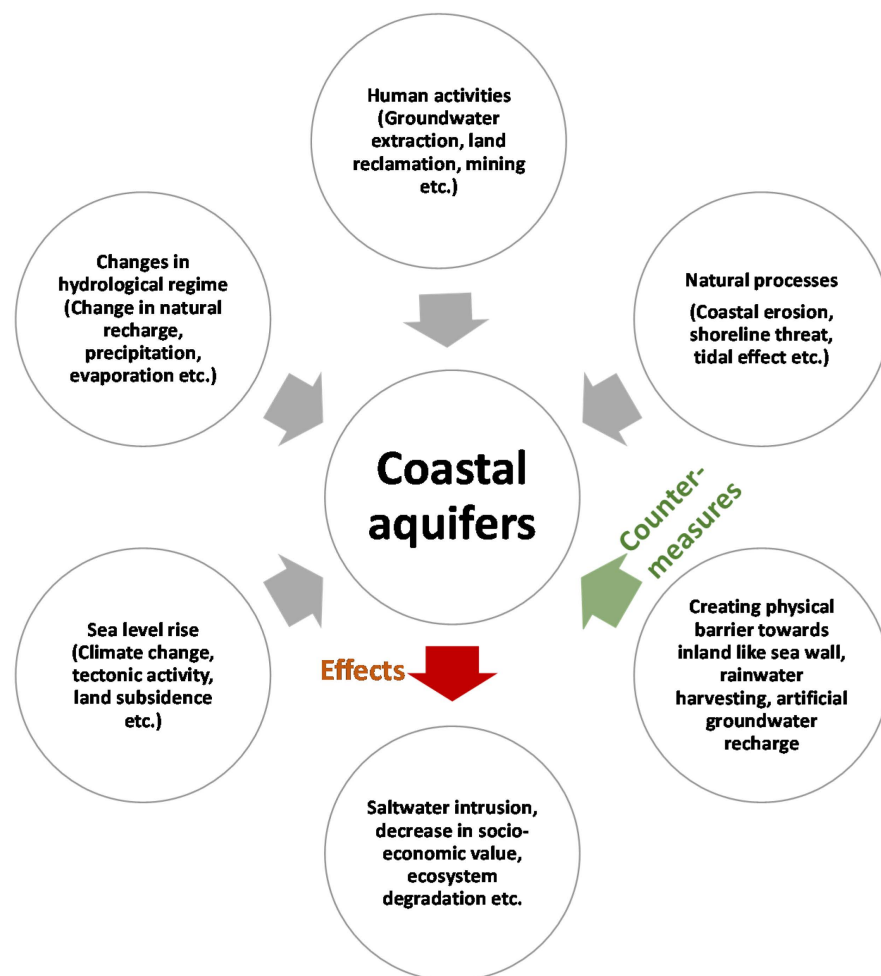 Human activities
(Groundwater
extraction, land
reclamation, mining
etc.)
Changes in
hydrological regime
(Change in natural
recharge,
precipitation,
evaporation etc.)
Natural processes
(Coastal erosion,
shoreline threat,
tidal effect etc.)
Coastal
aquifers
Counter-
measures
Sea level rise
(Climate change,
tectonic activity,
land subsidence
etc.)
Effects
Creating physical
barrier towards
inland like sea wall,
rainwater
harvesting, artificial
groundwater
recharge
Saltwater intrusion,
decrease in socio-
economic value,
ecosystem
degradation etc.